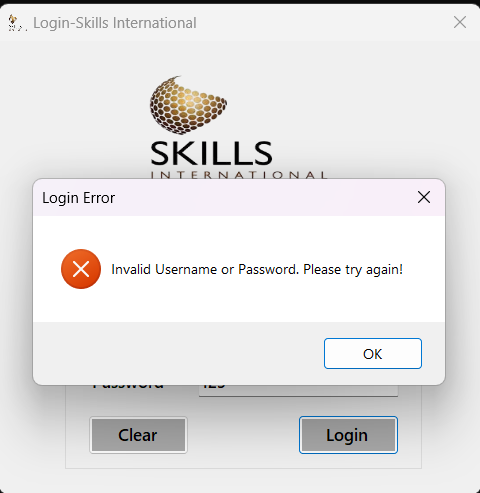 Login-Skills International
SKILLS
INTERNATIONAL
Login Error
Invalid Username or Password. Please try again!
OK
Password 123
Clear Login